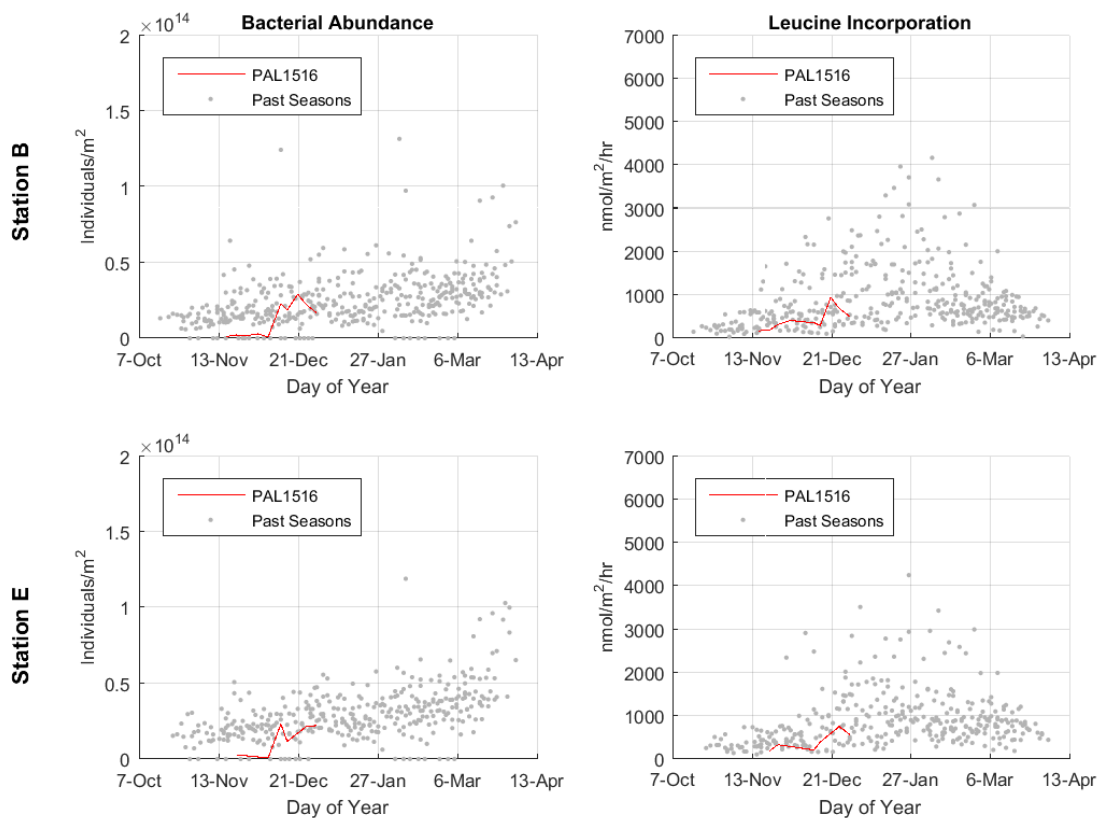 Bacterial Abundance
Leucine Incorporation
Station B
× 10^14
Individuals/m²
2
1.5
1
0.5
0
PAL1516
Past Seasons
7-Oct 13-Nov 21-Dec 27-Jan 6-Mar 13-Apr
Day of Year
nmol/m²/hr
7000
6000
5000
4000
3000
2000
1000
0
PAL1516
Past Seasons
7-Oct 13-Nov 21-Dec 27-Jan 6-Mar 13-Apr
Day of Year
Station E
× 10^14
Individuals/m²
2
1.5
1
0.5
0
PAL1516
Past Seasons
7-Oct 13-Nov 21-Dec 27-Jan 6-Mar 13-Apr
Day of Year
nmol/m²/hr
7000
6000
5000
4000
3000
2000
1000
0
PAL1516
Past Seasons
7-Oct 13-Nov 21-Dec 27-Jan 6-Mar 13-Apr
Day of Year